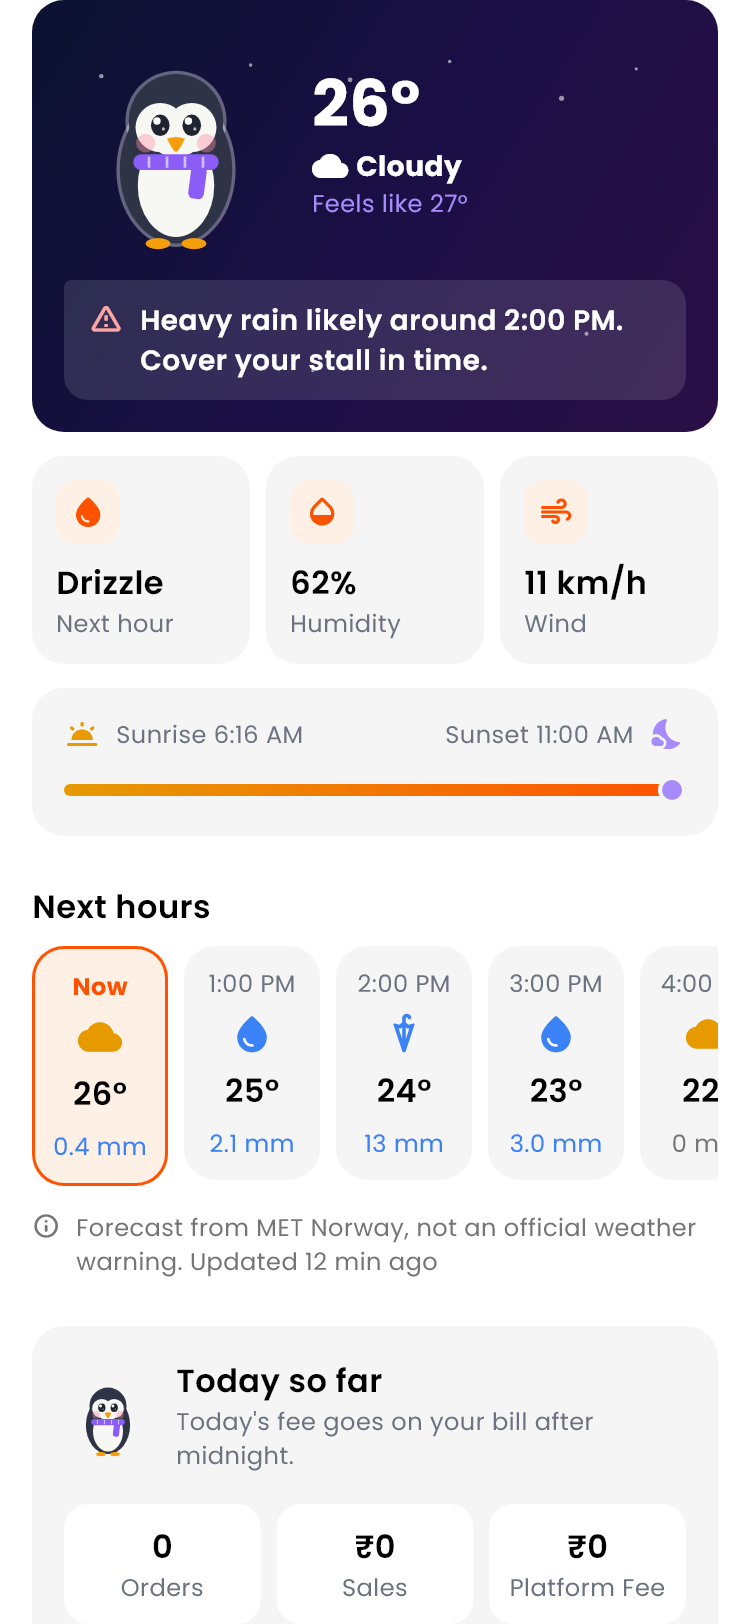 26°
Cloudy
Feels like 27°
Heavy rain likely around 2:00 PM.
Cover your stall in time.
Drizzle
Next hour
62%
Humidity
11 km/h
Wind
Sunrise 6:16 AM
Sunset 11:00 AM
Next hours
Now
26°
0.4 mm
1:00 PM
25°
2.1 mm
2:00 PM
24°
13 mm
3:00 PM
23°
3.0 mm
4:00
22
0 m
Forecast from MET Norway, not an official weather
warning. Updated 12 min ago
Today so far
Today's fee goes on your bill after
midnight.
0
Orders
₹0
Sales
₹0
Platform Fee